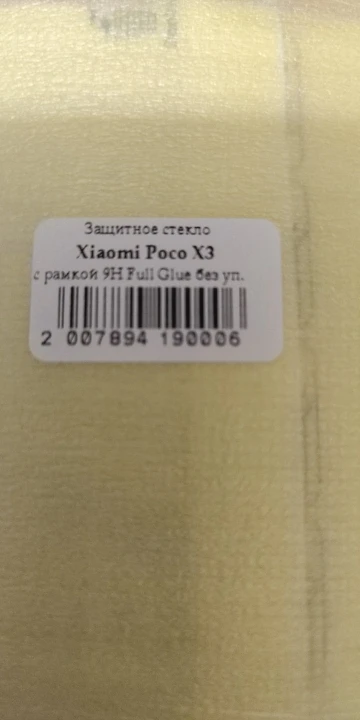 Защитное стекло
Xiaomi Poco X3
с рамкой 9H Full Glue без уп.
2 007894 190006